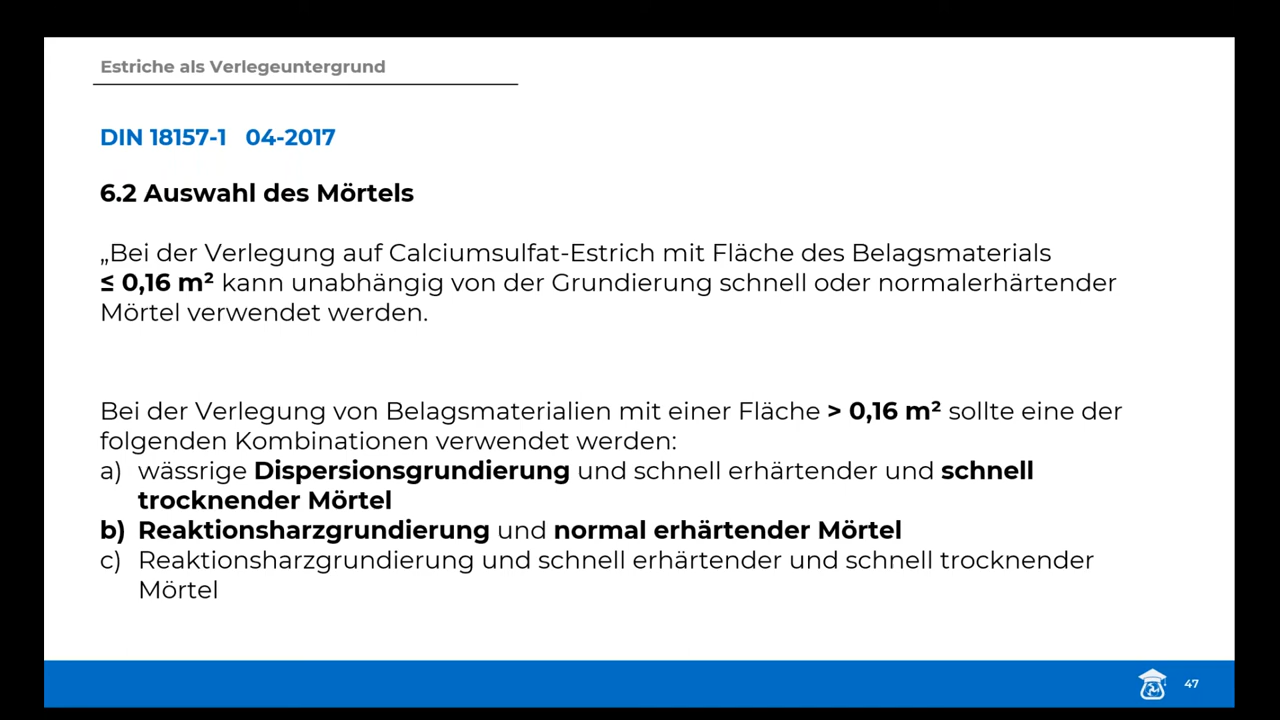 Estriche als Verlegeuntergrund
DIN 18157-1 04-2017
6.2 Auswahl des Mörtels
„Bei der Verlegung auf Calciumsulfat-Estrich mit Fläche des Belagsmaterials
≤ 0,16 m² kann unabhängig von der Grundierung schnell oder normalerhärtender
Mörtel verwendet werden.
Bei der Verlegung von Belagsmaterialien mit einer Fläche > 0,16 m² sollte eine der
folgenden Kombinationen verwendet werden:
a) wässrige Dispersionsgrundierung und schnell erhärtender und schnell
trocknender Mörtel
b) Reaktionsharzgrundierung und normal erhärtender Mörtel
c) Reaktionsharzgrundierung und schnell erhärtender und schnell trocknender
Mörtel
47